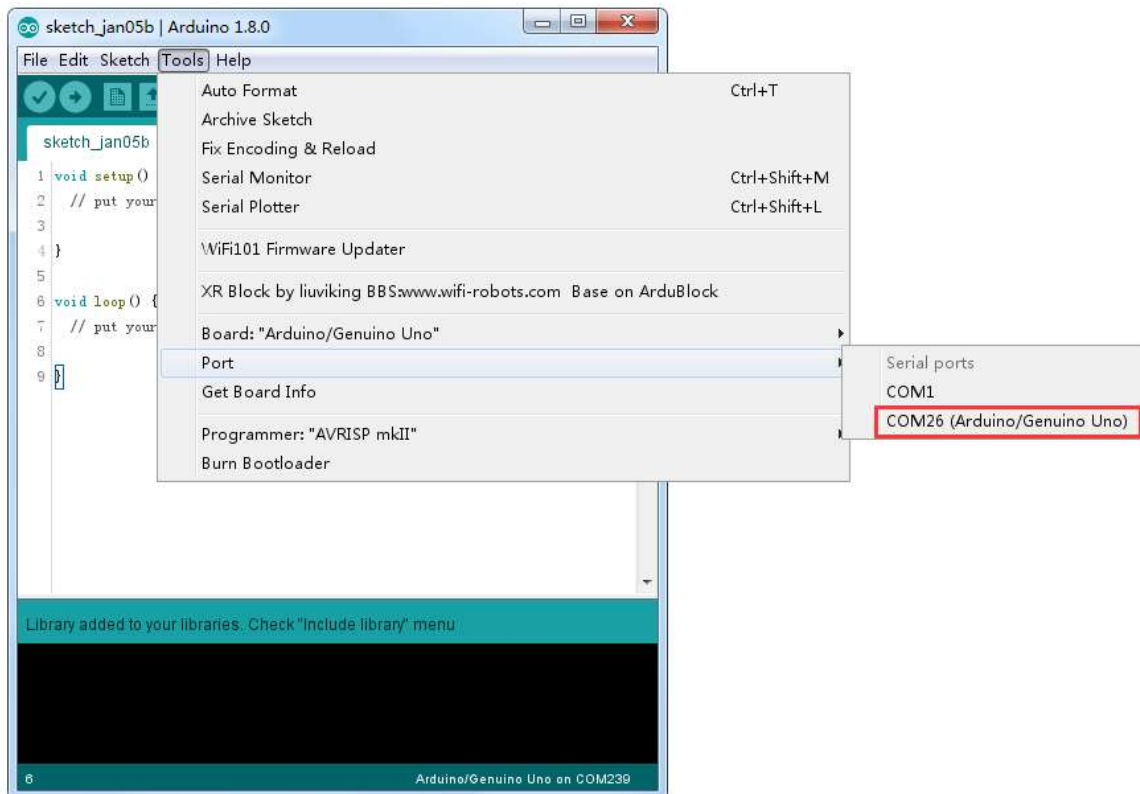 sketch_jan05b | Arduino 1.8.0
File Edit Sketch Tools Help
sketch_jan05b
1 void setup()
2 // put your
3
4 }
5
6 void loop() {
7 // put your
8
9 }
Auto Format Ctrl+T
Archive Sketch
Fix Encoding & Reload
Serial Monitor Ctrl+Shift+M
Serial Plotter Ctrl+Shift+L
WiFi101 Firmware Updater
XR Block by liuviking BBS:www.wifi-robots.com Base on ArduBlock
Board: "Arduino/Genuino Uno"
Port
Get Board Info
Programmer: "AVRISP mkII"
Burn Bootloader
Serial ports
COM1
COM26 (Arduino/Genuino Uno)
Library added to your libraries. Check "Include library" menu
6 Arduino/Genuino Uno on COM239